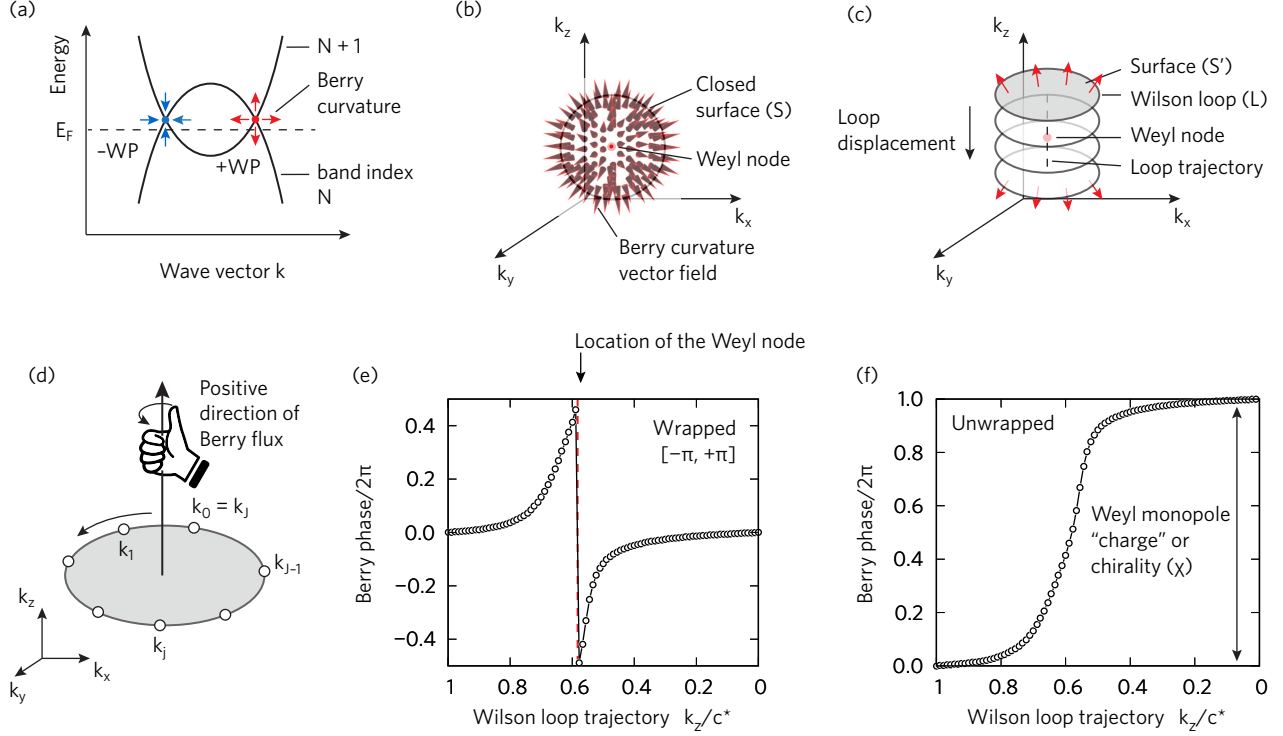 (a)
Energy
N + 1
Berry
curvature
E_F
−WP
+WP
band index
N
Wave vector k
(b)
k_z
Closed
surface (S)
Weyl node
k_x
Berry curvature
vector field
k_y
(c)
k_z
Surface (S′)
Wilson loop (L)
Loop
displacement
Weyl node
Loop trajectory
k_x
k_y
(d)
Positive
direction of
Berry flux
k_0 = k_J
k_1
k_{J−1}
k_j
k_z
k_x
k_y
Location of the Weyl node
(e)
Berry phase/2π
0.4
0.2
0.0
−0.2
−0.4
Wrapped
[−π, +π]
1 0.8 0.6 0.4 0.2 0
Wilson loop trajectory k_z/c*
(f)
Berry phase/2π
1.0
0.8
0.6
0.4
0.2
0.0
Unwrapped
Weyl monopole
“charge” or
chirality (χ)
1 0.8 0.6 0.4 0.2 0
Wilson loop trajectory k_z/c*